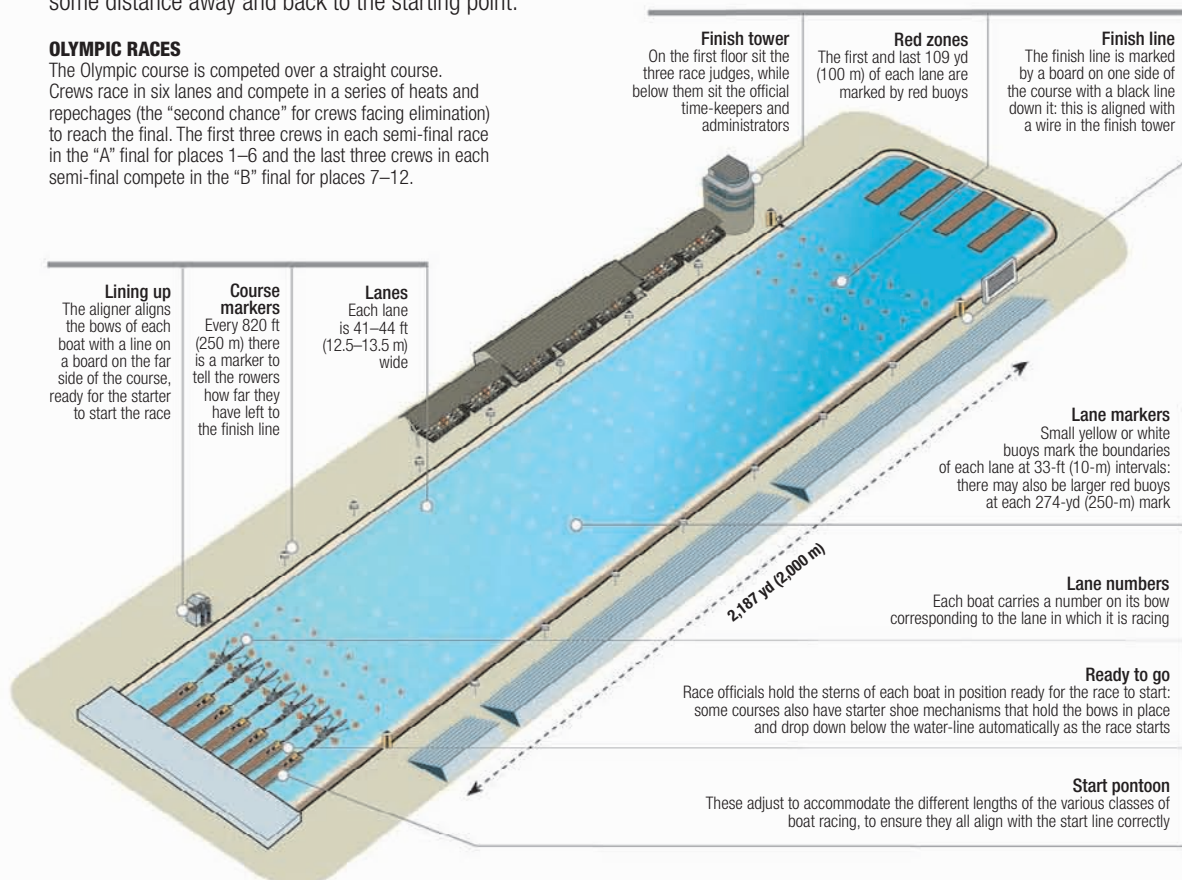 some distance away and back to the starting point.
OLYMPIC RACES
The Olympic course is competed over a straight course.
Crews race in six lanes and compete in a series of heats and
repechages (the “second chance” for crews facing elimination)
to reach the final. The first three crews in each semi-final race
in the “A” final for places 1–6 and the last three crews in each
semi-final compete in the “B” final for places 7–12.
Finish tower
On the first floor sit the
three race judges, while
below them sit the official
time-keepers and
administrators
Red zones
The first and last 109 yd
(100 m) of each lane are
marked by red buoys
Finish line
The finish line is marked
by a board on one side of
the course with a black line
down it: this is aligned with
a wire in the finish tower
Lining up
The aligner aligns
the bows of each
boat with a line on
a board on the far
side of the course,
ready for the starter
to start the race
Course
markers
Every 820 ft
(250 m) there
is a marker to
tell the rowers
how far they
have left to
the finish line
Lanes
Each lane
is 41–44 ft
(12.5–13.5 m)
wide
Lane markers
Small yellow or white
buoys mark the boundaries
of each lane at 33-ft (10-m) intervals:
there may also be larger red buoys
at each 274-yd (250-m) mark
2,187 yd (2,000 m)
Lane numbers
Each boat carries a number on its bow
corresponding to the lane in which it is racing
Ready to go
Race officials hold the sterns of each boat in position ready for the race to start:
some courses also have starter shoe mechanisms that hold the bows in place
and drop down below the water-line automatically as the race starts
Start pontoon
These adjust to accommodate the different lengths of the various classes of
boat racing, to ensure they all align with the start line correctly